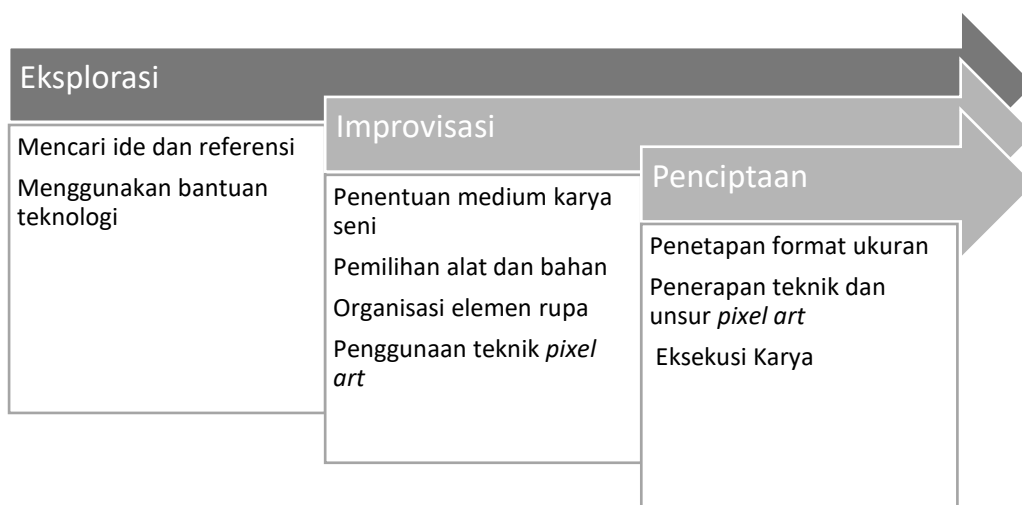 Eksplorasi
Mencari ide dan referensi
Menggunakan bantuan
teknologi
Improvisasi
Penentuan medium karya
seni
Pemilihan alat dan bahan
Organisasi elemen rupa
Penggunaan teknik pixel
art
Penciptaan
Penetapan format ukuran
Penerapan teknik dan
unsur pixel art
Eksekusi Karya